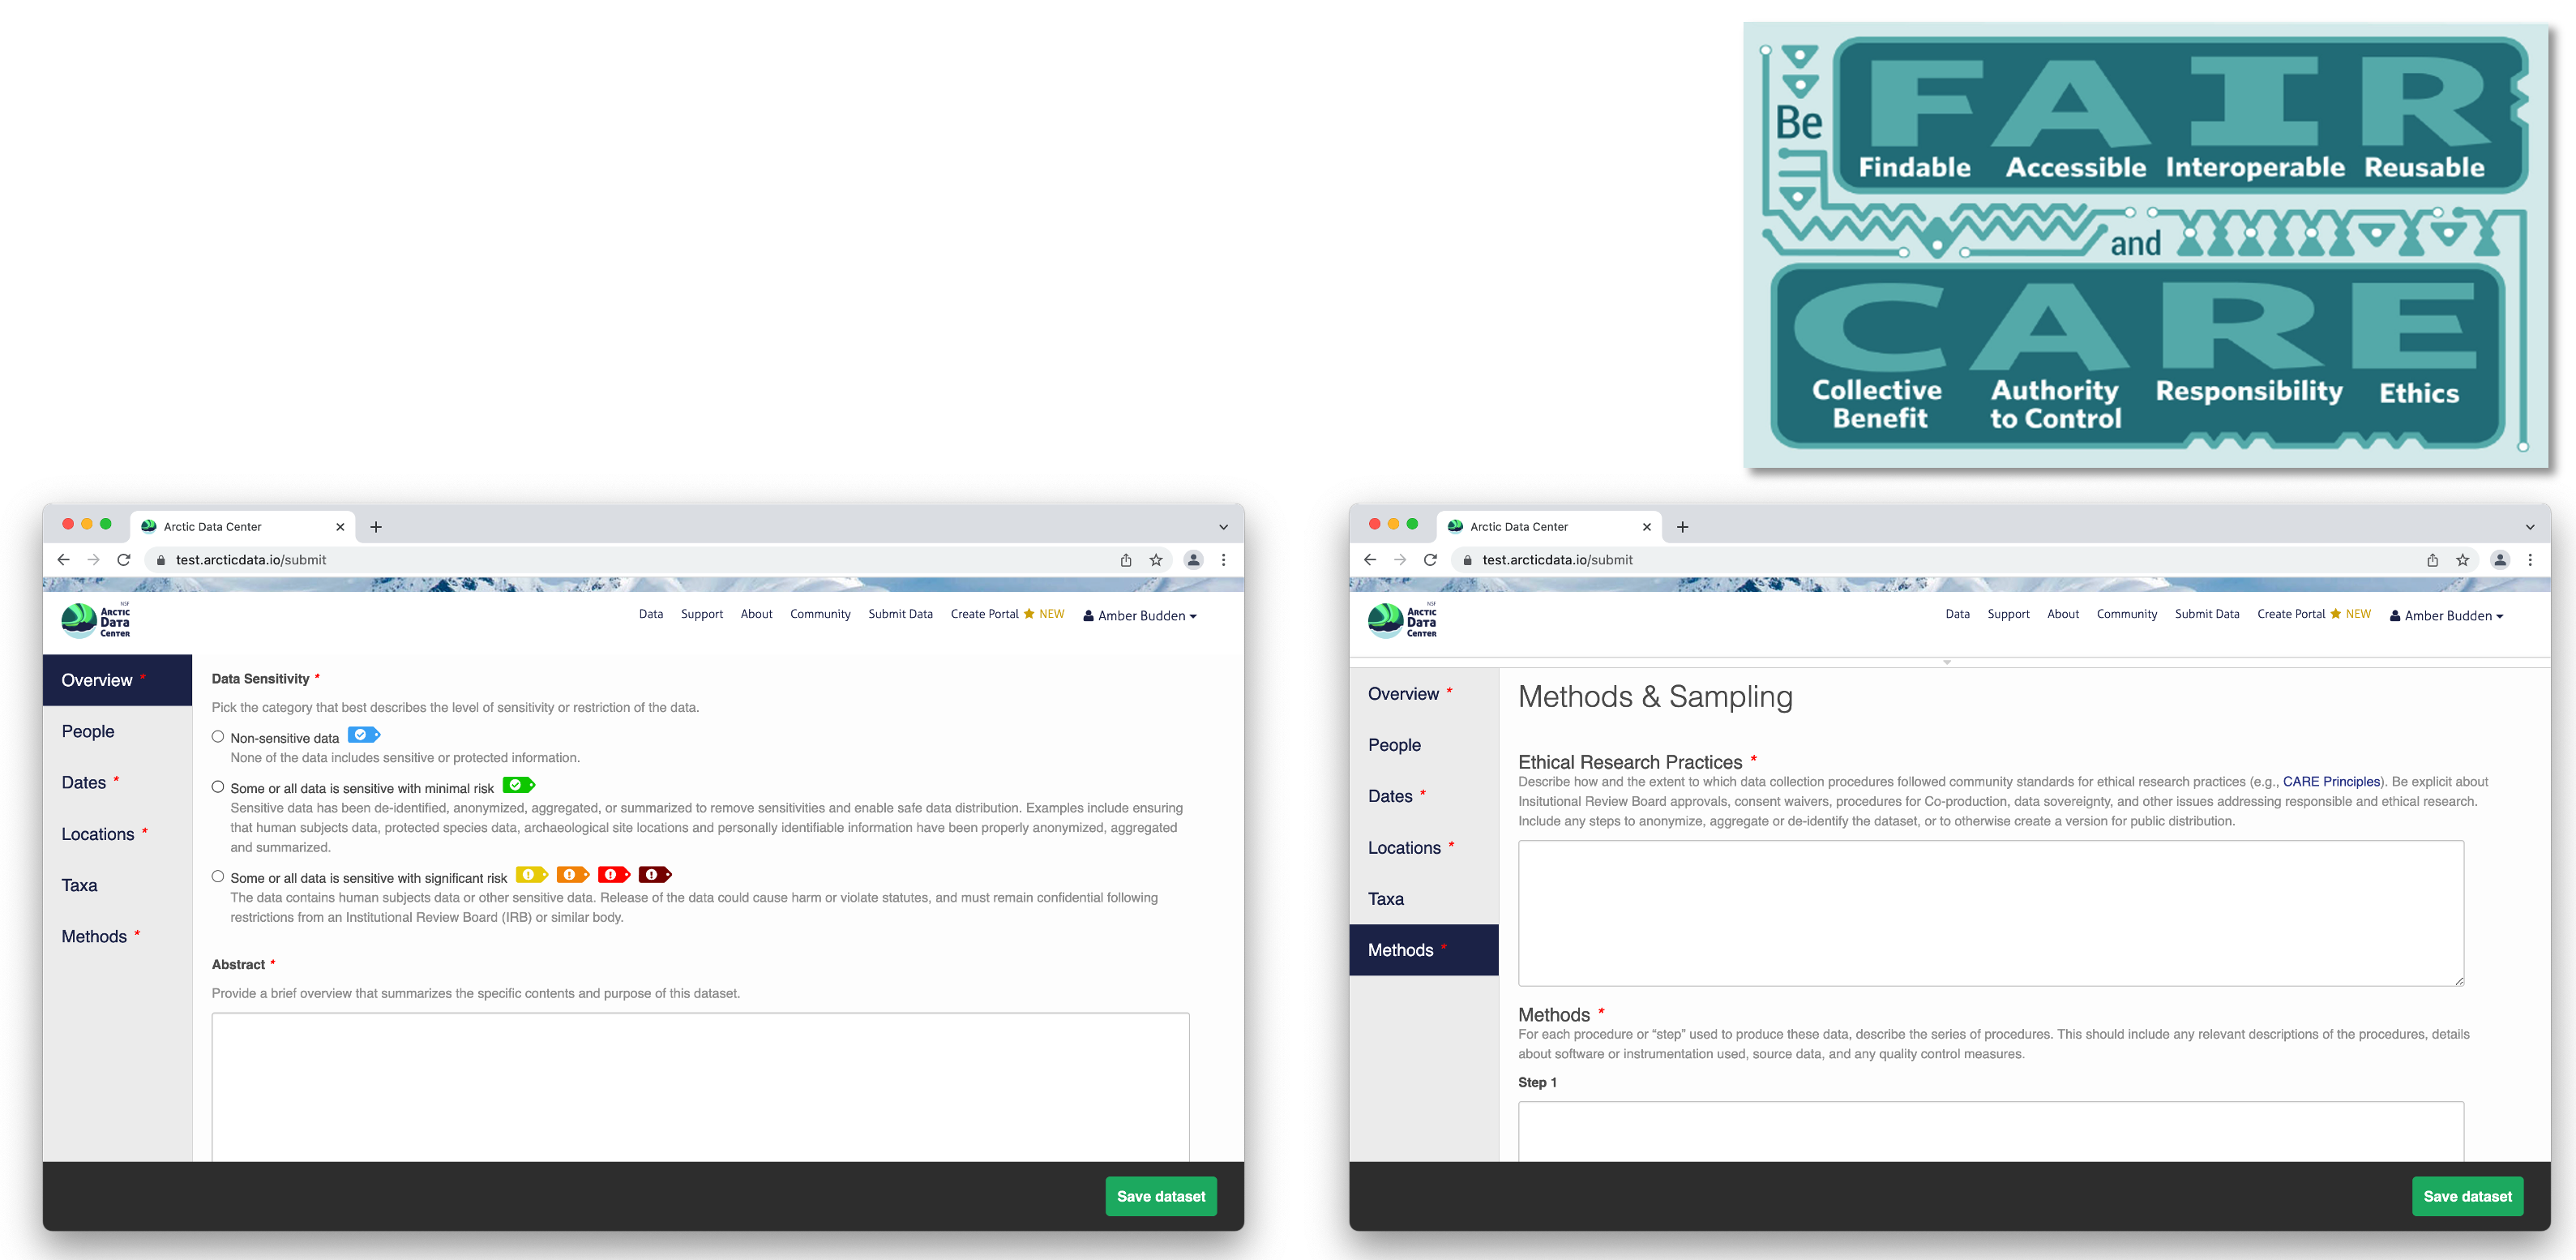 Be
FAIR
Findable Accessible Interoperable Reusable
and
CARE
Collective Benefit Authority to Control Responsibility Ethics
Arctic Data Center
test.arcticdata.io/submit
NSF
ARCTIC
Data
CENTER
Data Support About Community Submit Data Create Portal NEW Amber Budden
Overview *
People
Dates *
Locations *
Taxa
Methods *
Data Sensitivity *
Pick the category that best describes the level of sensitivity or restriction of the data.
Non-sensitive data
None of the data includes sensitive or protected information.
Some or all data is sensitive with minimal risk
Sensitive data has been de-identified, anonymized, aggregated, or summarized to remove sensitivities and enable safe data distribution. Examples include ensuring
that human subjects data, protected species data, archaeological site locations and personally identifiable information have been properly anonymized, aggregated
and summarized.
Some or all data is sensitive with significant risk
The data contains human subjects data or other sensitive data. Release of the data could cause harm or violate statutes, and must remain confidential following
restrictions from an Institutional Review Board (IRB) or similar body.
Abstract *
Provide a brief overview that summarizes the specific contents and purpose of this dataset.
Save dataset
Arctic Data Center
test.arcticdata.io/submit
NSF
ARCTIC
Data
CENTER
Data Support About Community Submit Data Create Portal NEW Amber Budden
Overview *
People
Dates *
Locations *
Taxa
Methods *
Methods & Sampling
Ethical Research Practices *
Describe how and the extent to which data collection procedures followed community standards for ethical research practices (e.g., CARE Principles). Be explicit about
Insitutional Review Board approvals, consent waivers, procedures for Co-production, data sovereignty, and other issues addressing responsible and ethical research.
Include any steps to anonymize, aggregate or de-identify the dataset, or to otherwise create a version for public distribution.
Methods *
For each procedure or “step” used to produce these data, describe the series of procedures. This should include any relevant descriptions of the procedures, details
about software or instrumentation used, source data, and any quality control measures.
Step 1
Save dataset